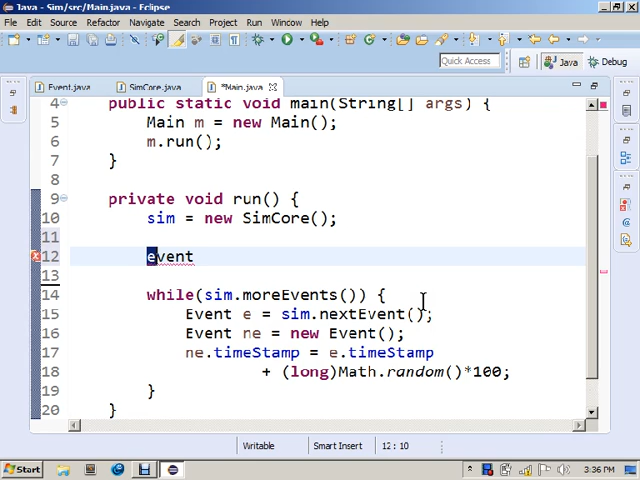 Java - Sim/src/Main.java - Eclipse
File Edit Source Refactor Navigate Search Project Run Window Help
Quick Access Java Debug
Event.java SimCore.java *Main.java
4 public static void main(String[] args) {
5 Main m = new Main();
6 m.run();
7 }
8
9 private void run() {
10 sim = new SimCore();
11
12 event
13
14 while(sim.moreEvents()) {
15 Event e = sim.nextEvent();
16 Event ne = new Event();
17 ne.timeStamp = e.timeStamp
18 + (long)Math.random()*100;
19 }
20 }
Writable Smart Insert 12 : 10
Start 3:36 PM